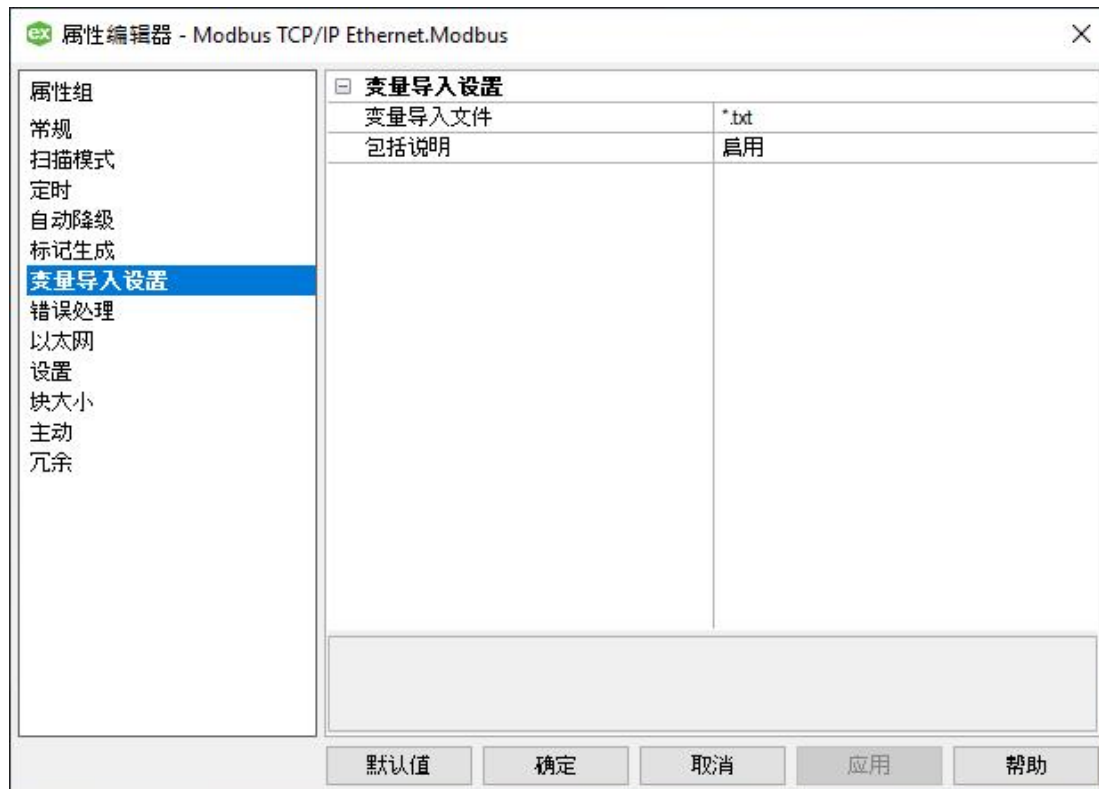 ex 属性编辑器 - Modbus TCP/IP Ethernet.Modbus
属性组
常规
扫描模式
定时
自动降级
标记生成
变量导入设置
错误处理
以太网
设置
块大小
主动
冗余
变量导入设置
变量导入文件 *.txt
包括说明 启用
默认值 确定 取消 应用 帮助